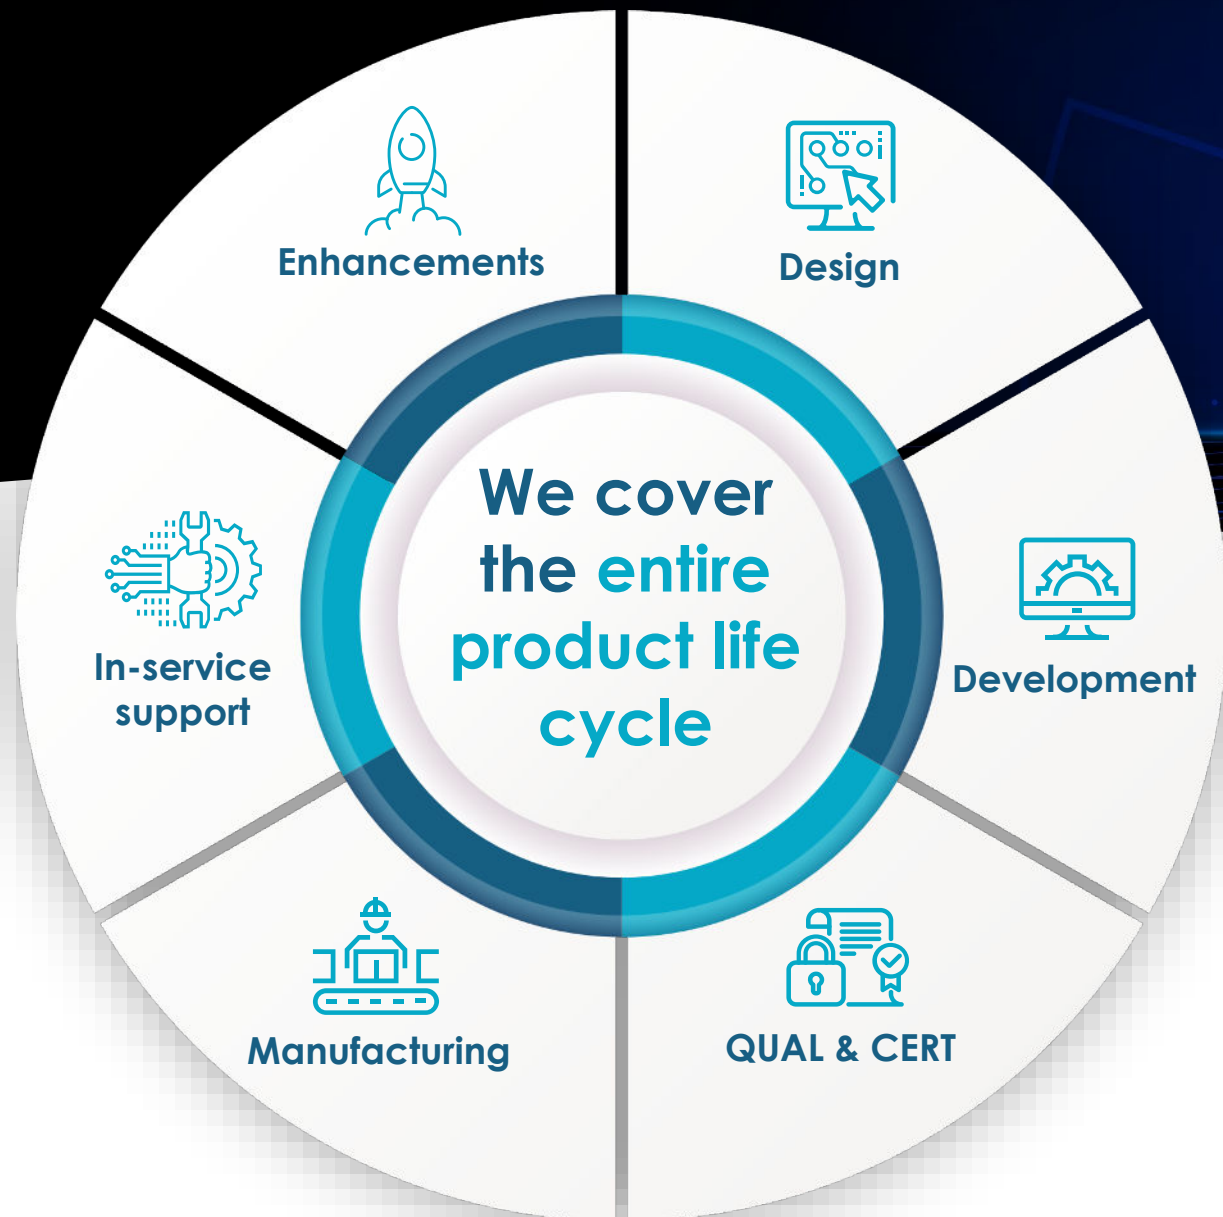 Enhancements
Design
We cover
the entire
product life
cycle
In-service
support
Development
Manufacturing
QUAL & CERT